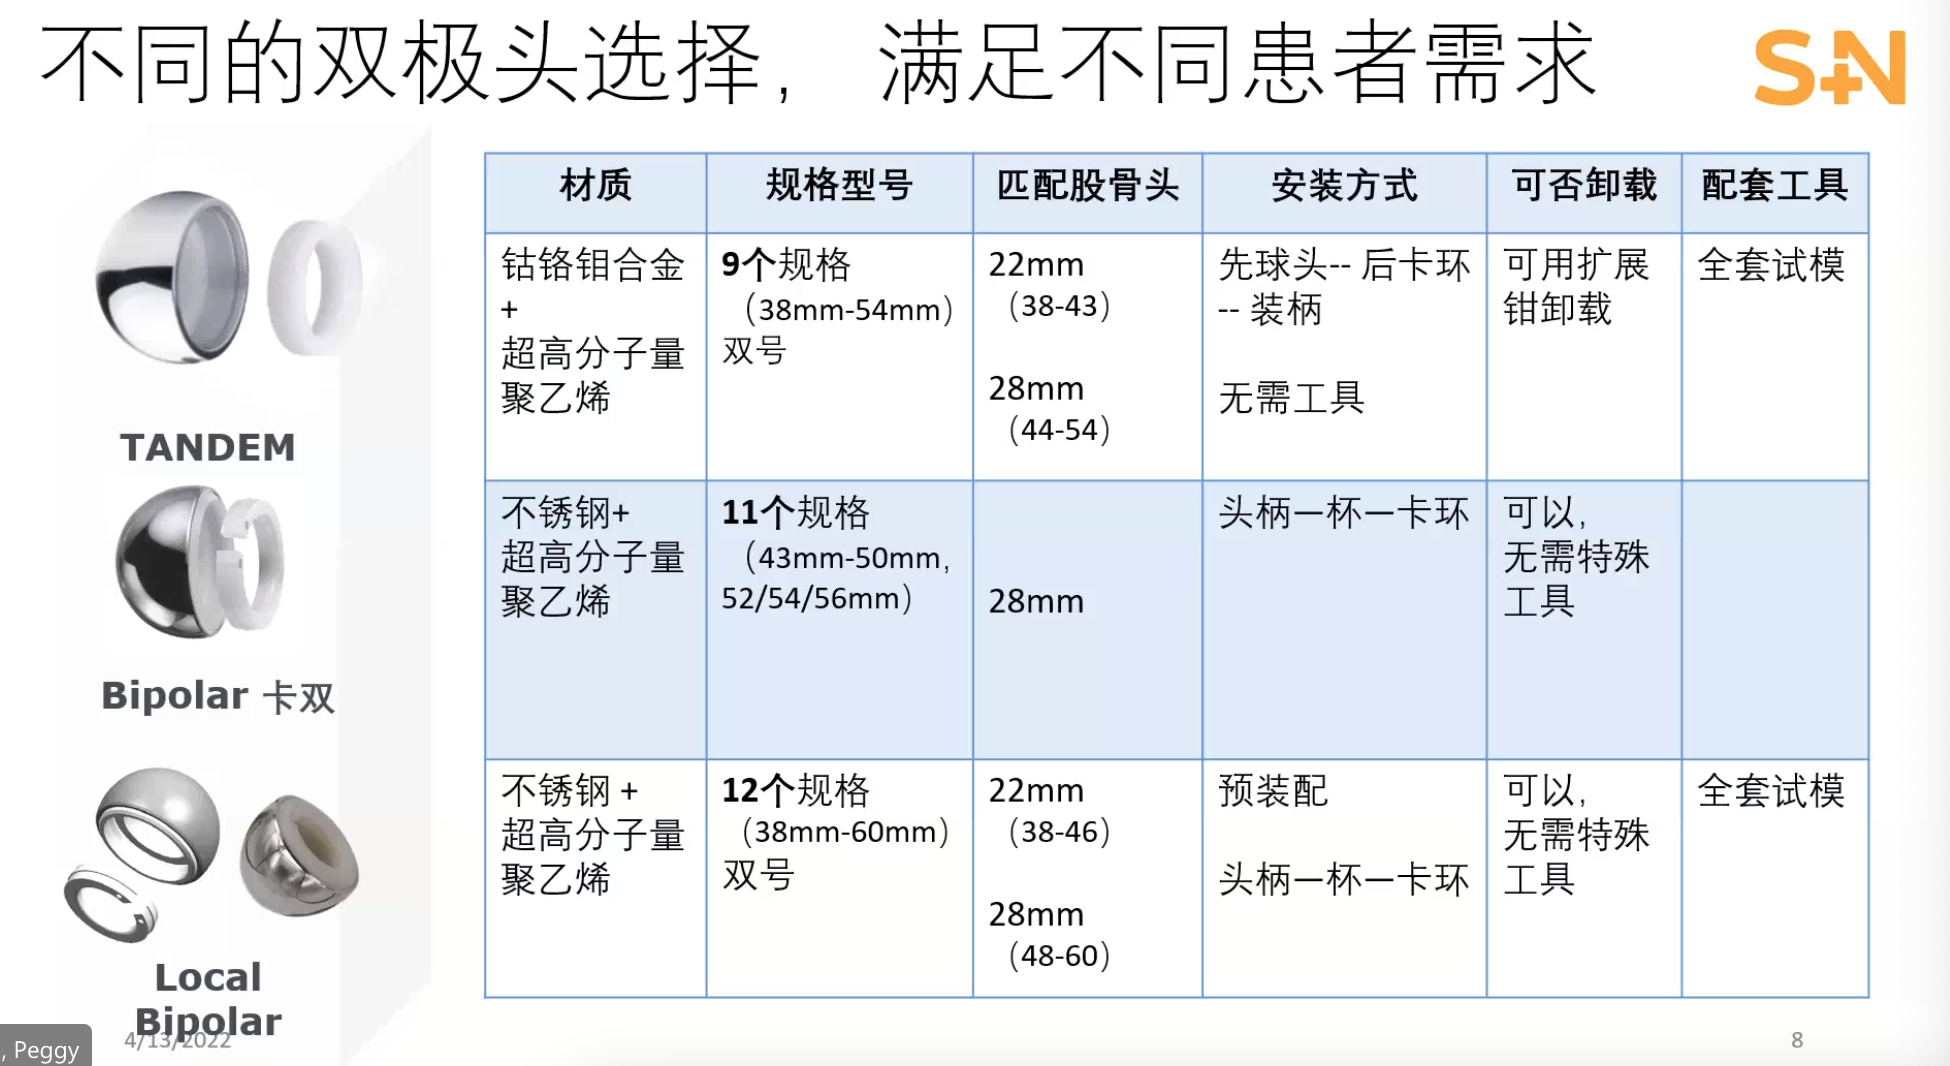 不同的双极头选择， 满足不同患者需求
S+N
材质 规格型号 匹配股骨头 安装方式 可否卸载 配套工具
TANDEM
钴铬钼合金
+
超高分子量
聚乙烯
9个规格
（38mm-54mm）
双号
22mm
（38-43）
28mm
（44-54）
先球头-- 后卡环
-- 装柄
无需工具
可用扩展
钳卸载
全套试模
Bipolar 卡双
不锈钢+
超高分子量
聚乙烯
11个规格
（43mm-50mm，
52/54/56mm）
28mm
头柄—杯—卡环
可以，
无需特殊
工具
Local
Bipolar
不锈钢 +
超高分子量
聚乙烯
12个规格
（38mm-60mm）
双号
22mm
（38-46）
28mm
（48-60）
预装配
头柄—杯—卡环
可以，
无需特殊
工具
全套试模
, Peggy
4/13/2022
8